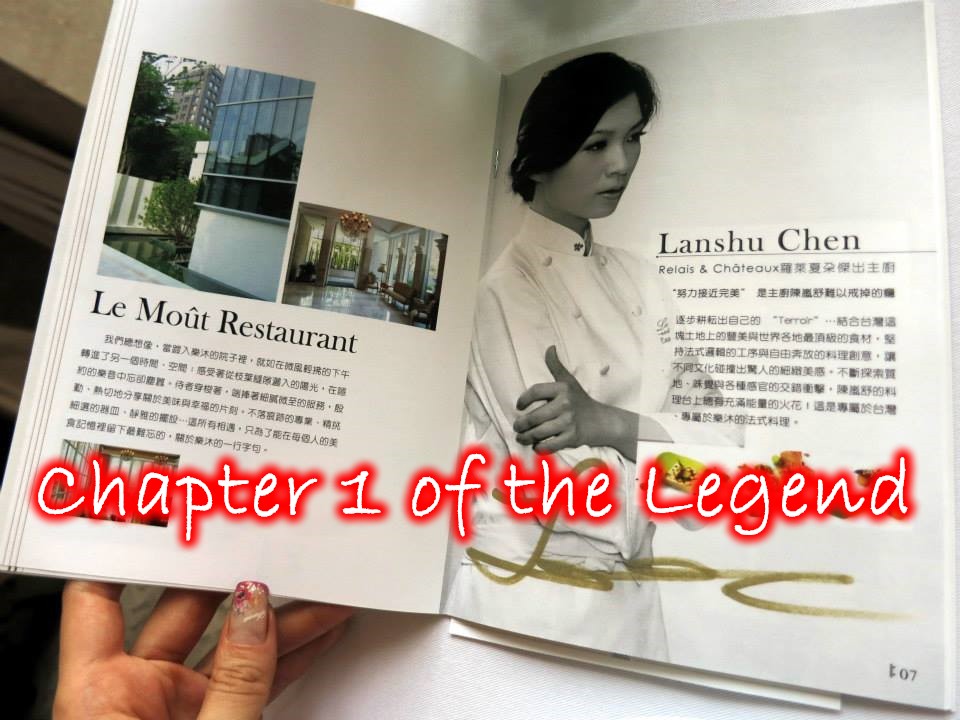 Le Moût Restaurant
我們總想像，當踏入樂沐的院子裡，就如在微風輕拂的下午
轉進了另一個時間、空間；感受著從枝葉縫隙灑入的陽光，在隱
約的樂音中忘卻塵囂。侍者穿梭著，端捧著細膩微至的服務，殷
勤、熱切地分享關於美味與幸福的片刻，不落痕跡的專業、精挑
細選的器皿、靜雅的擺設…這所有相遇，只為了能在每個人的美
食記憶裡留下最難忘的，關於樂沐的一行字句。
Lanshu Chen
Relais & Châteaux羅萊夏朵傑出主廚
“努力接近完美” 是主廚陳嵐舒難以戒掉的癮
逐步耕耘出自己的 “Terroir”…結合台灣這
塊土地上的豐美與世界各地最頂級的食材，堅
持法式邏輯的工序與自由奔放的料理創意，讓
不同文化碰撞出驚人的細緻美感。不斷探索質
地、味覺與各種感官的交錯衝擊，陳嵐舒的料
理台上總有充滿能量的火花！這是專屬於台灣
、專屬於樂沐的法式料理。
Chapter 1 of the Legend
07